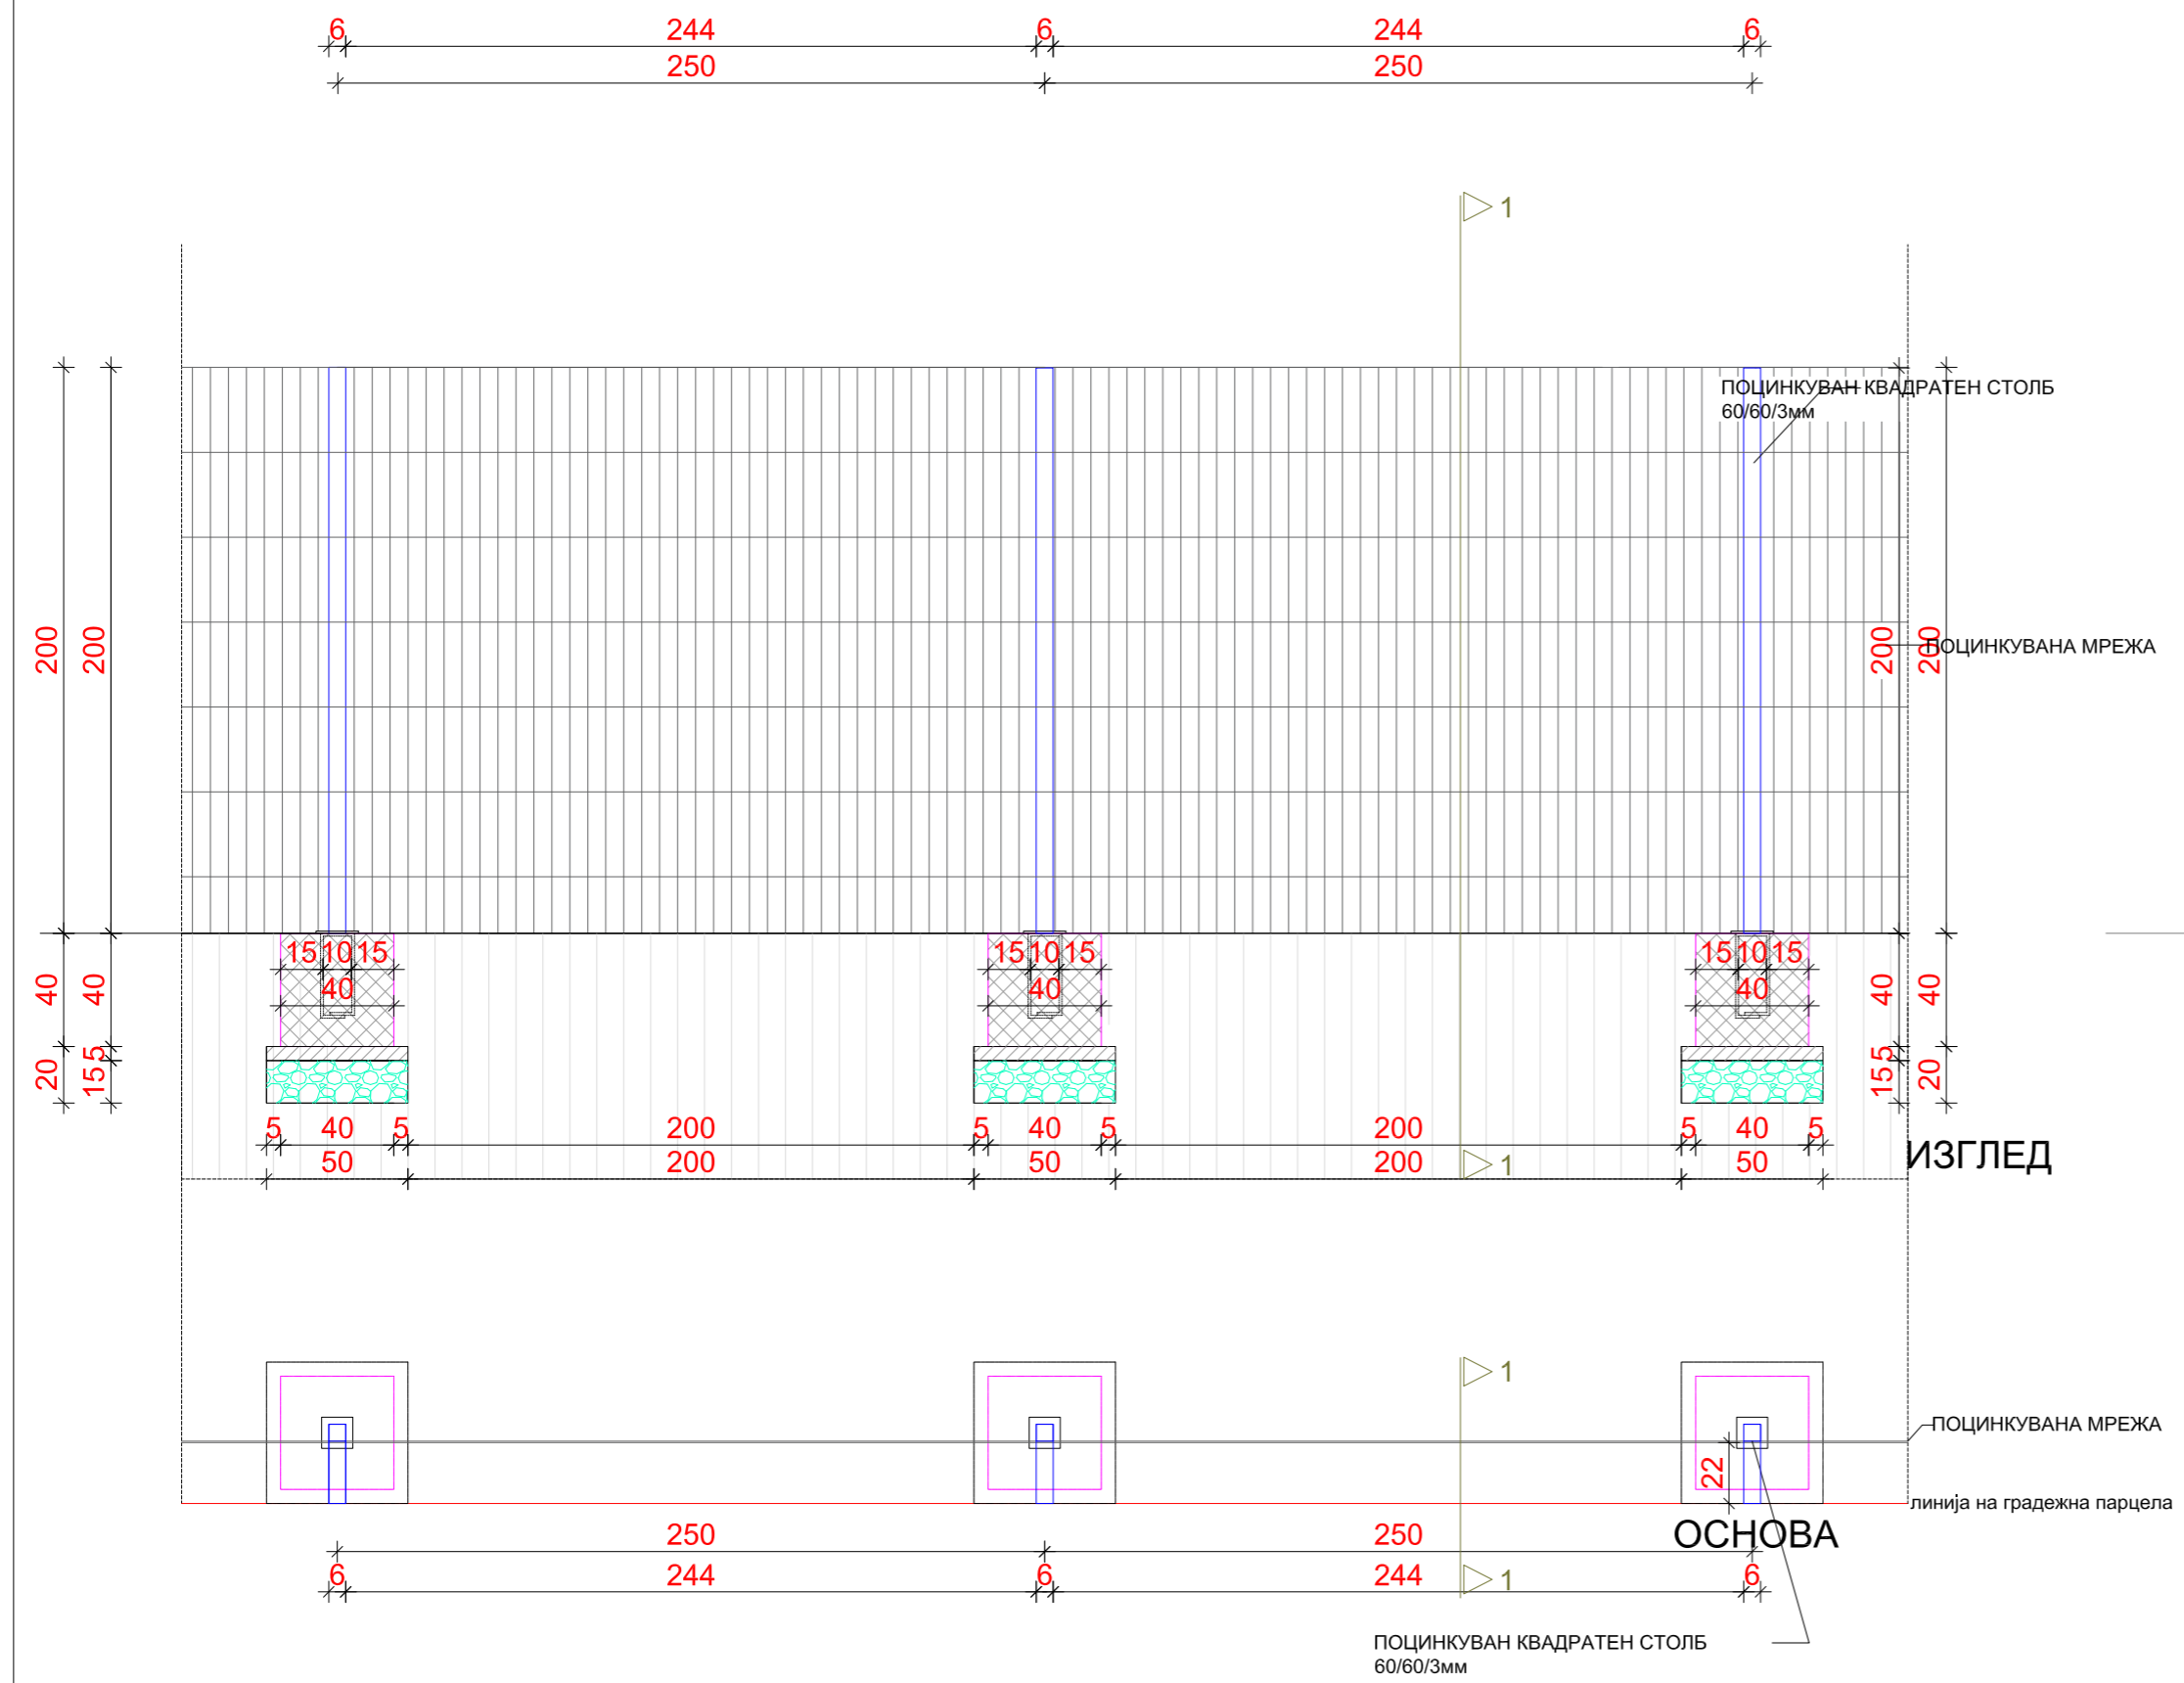 6 244 6 244 6
250 250
1
ПОЦИНКУВАН КВАДРАТЕН СТОЛБ
60/60/3мм
200 200 200 200
ПОЦИНКУВАНА МРЕЖА
15 10 15 15 10 15 15 10 15
40 40 40
40 40 40 40
20 15 5 15 5 20
5 40 5 200 5 40 5 200 5 40 5
50 200 50 200 1 50
ИЗГЛЕД
1
ПОЦИНКУВАНА МРЕЖА
22
линија на градежна парцела
ОСНОВА
250 250
6 244 6 244 1 6
ПОЦИНКУВАН КВАДРАТЕН СТОЛБ
60/60/3мм